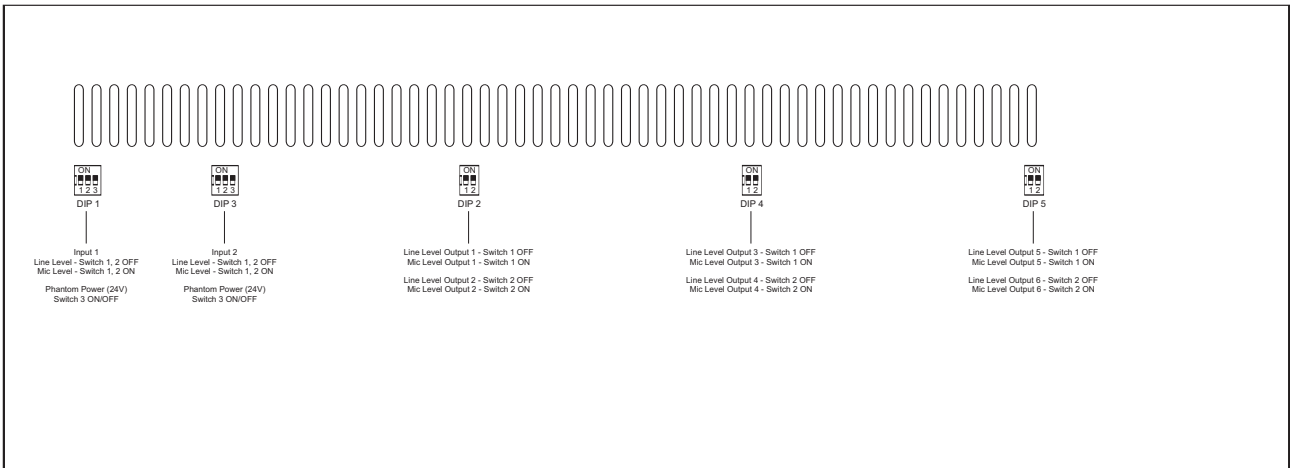 ON
1 2 3
DIP 1
Input 1
Line Level - Switch 1, 2 OFF
Mic Level - Switch 1, 2 ON
Phantom Power (24V)
Switch 3 ON/OFF
ON
1 2 3
DIP 3
Input 2
Line Level - Switch 1, 2 OFF
Mic Level - Switch 1, 2 ON
Phantom Power (24V)
Switch 3 ON/OFF
ON
1 2
DIP 2
Line Level Output 1 - Switch 1 OFF
Mic Level Output 1 - Switch 1 ON
Line Level Output 2 - Switch 2 OFF
Mic Level Output 2 - Switch 2 ON
ON
1 2
DIP 4
Line Level Output 3 - Switch 1 OFF
Mic Level Output 3 - Switch 1 ON
Line Level Output 4 - Switch 2 OFF
Mic Level Output 4 - Switch 2 ON
ON
1 2
DIP 5
Line Level Output 5 - Switch 1 OFF
Mic Level Output 5 - Switch 1 ON
Line Level Output 6 - Switch 2 OFF
Mic Level Output 6 - Switch 2 ON